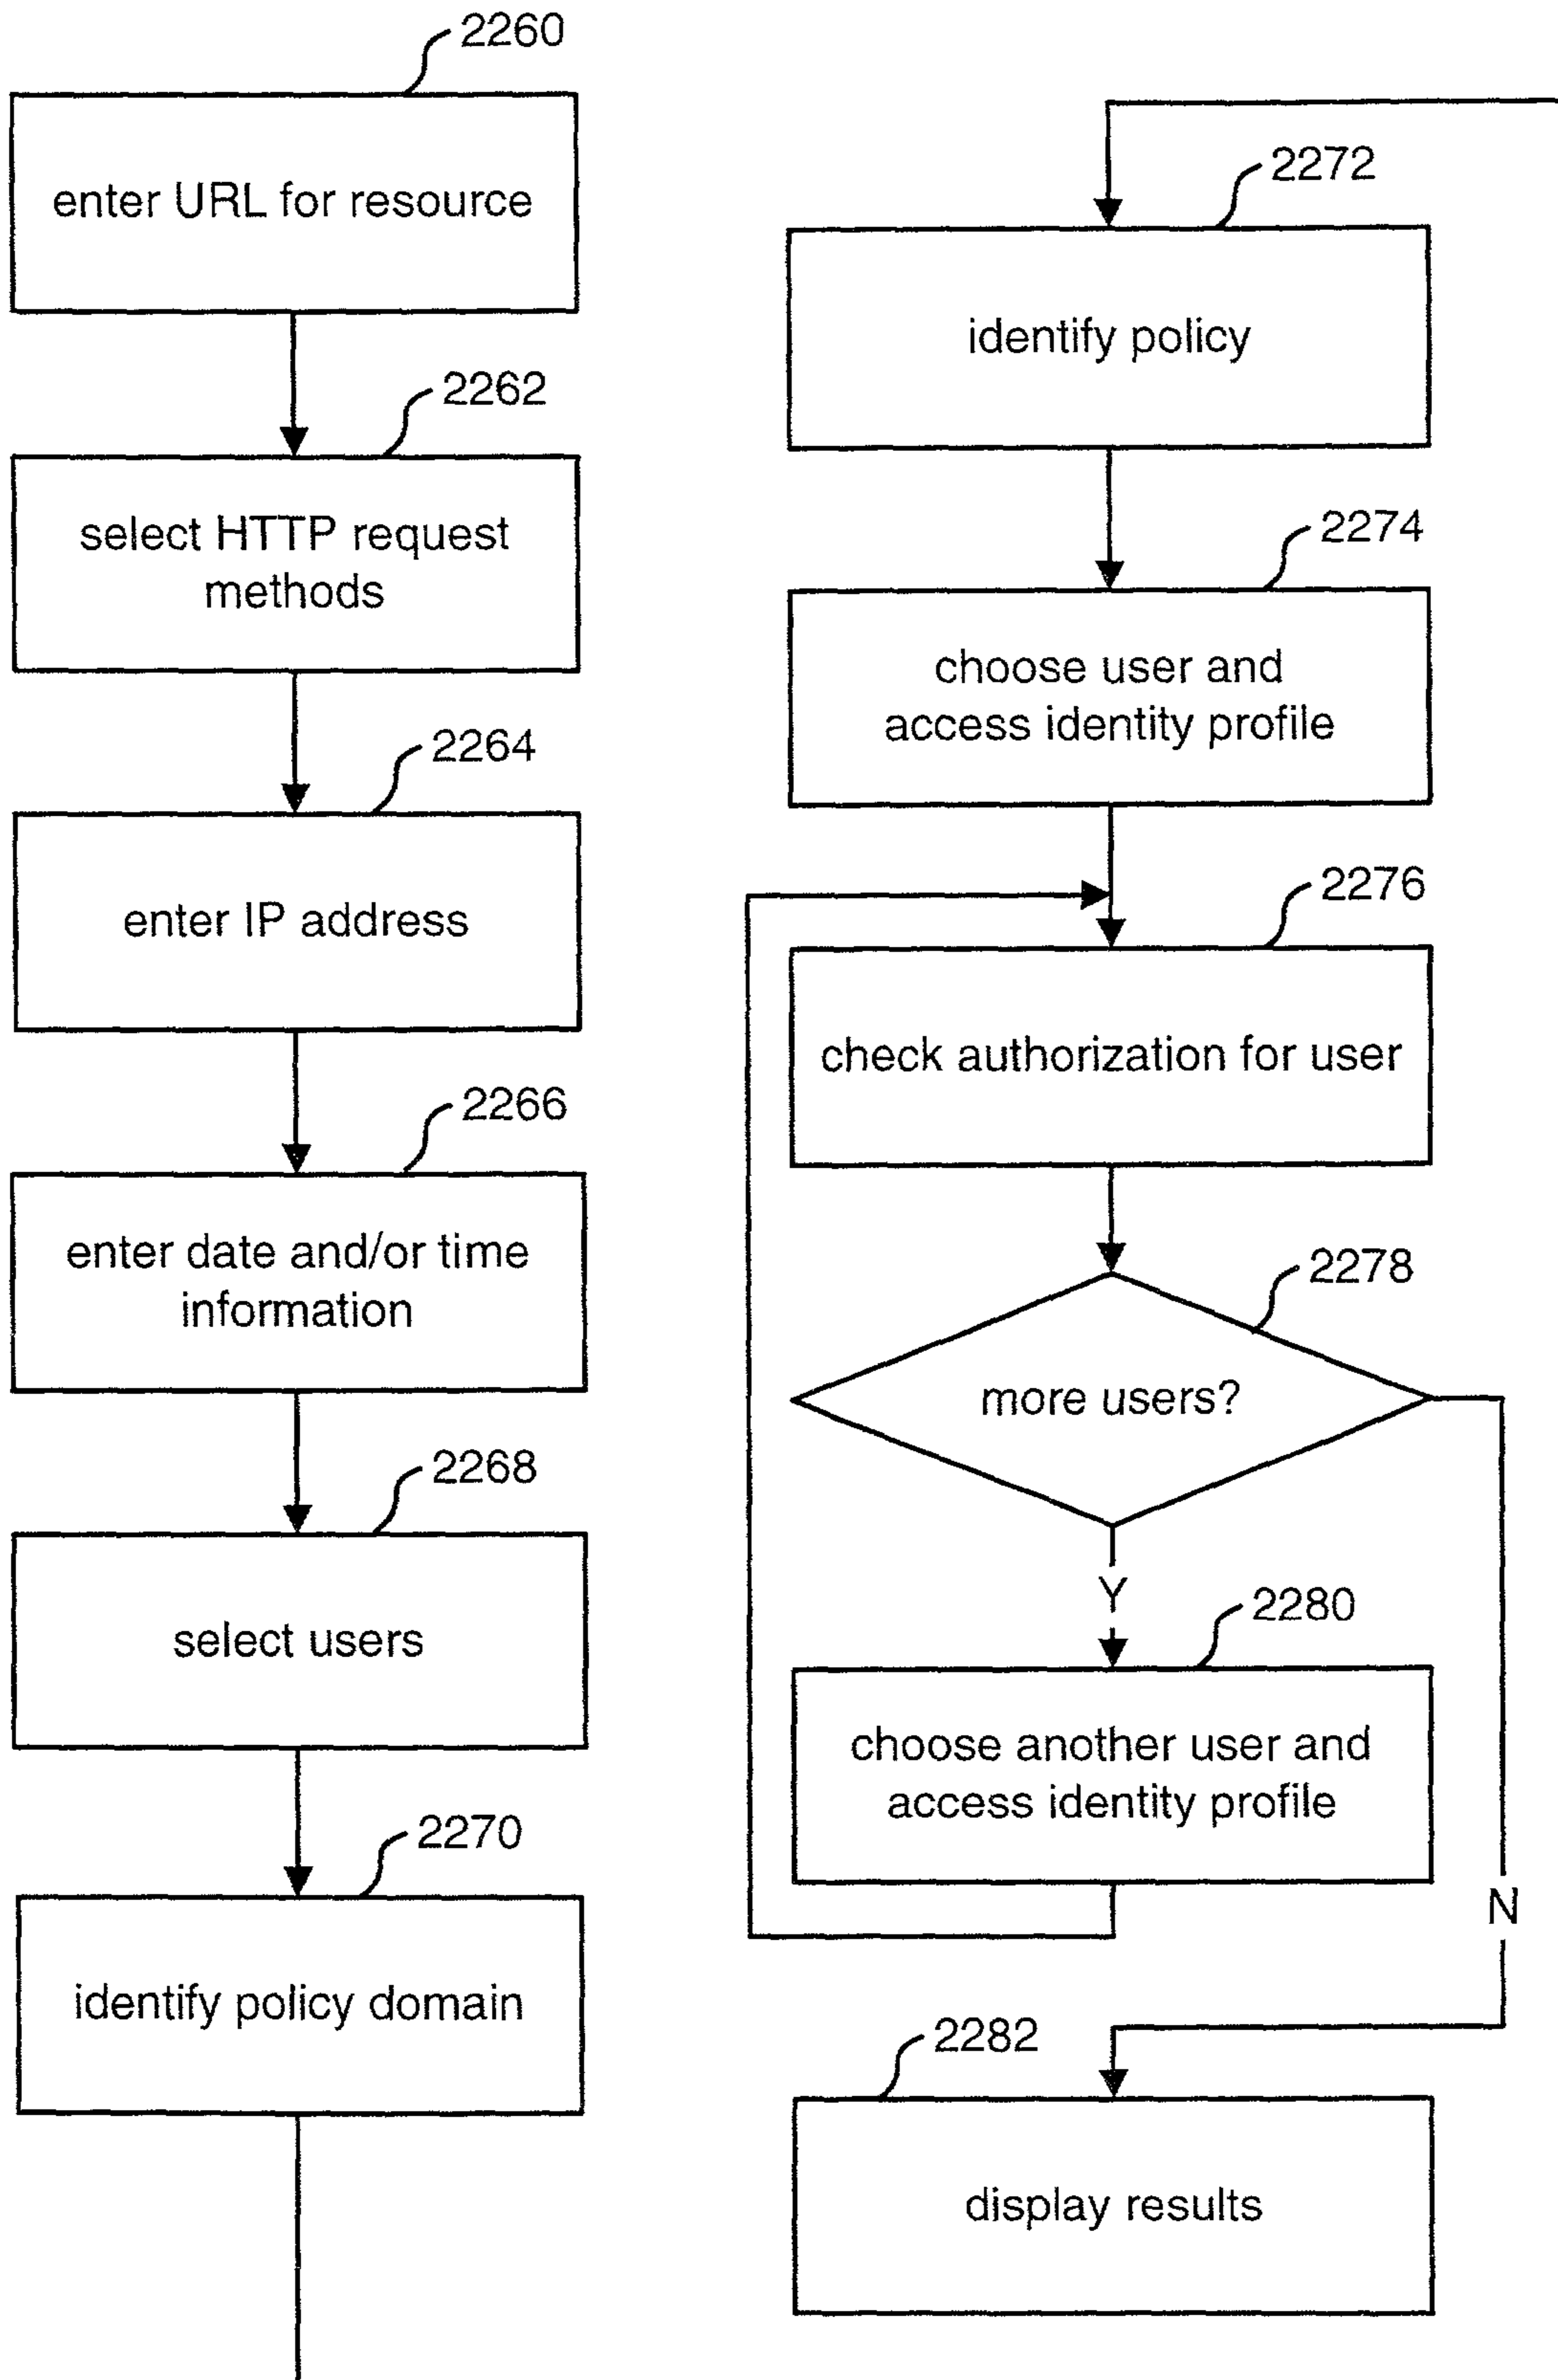 2260
enter URL for resource
2262
select HTTP request
methods
2264
enter IP address
2266
enter date and/or time
information
2268
select users
2270
identify policy domain
2272
identify policy
2274
choose user and
access identity profile
2276
check authorization for user
2278
more users?
Y
2280
choose another user and
access identity profile
N
2282
display results